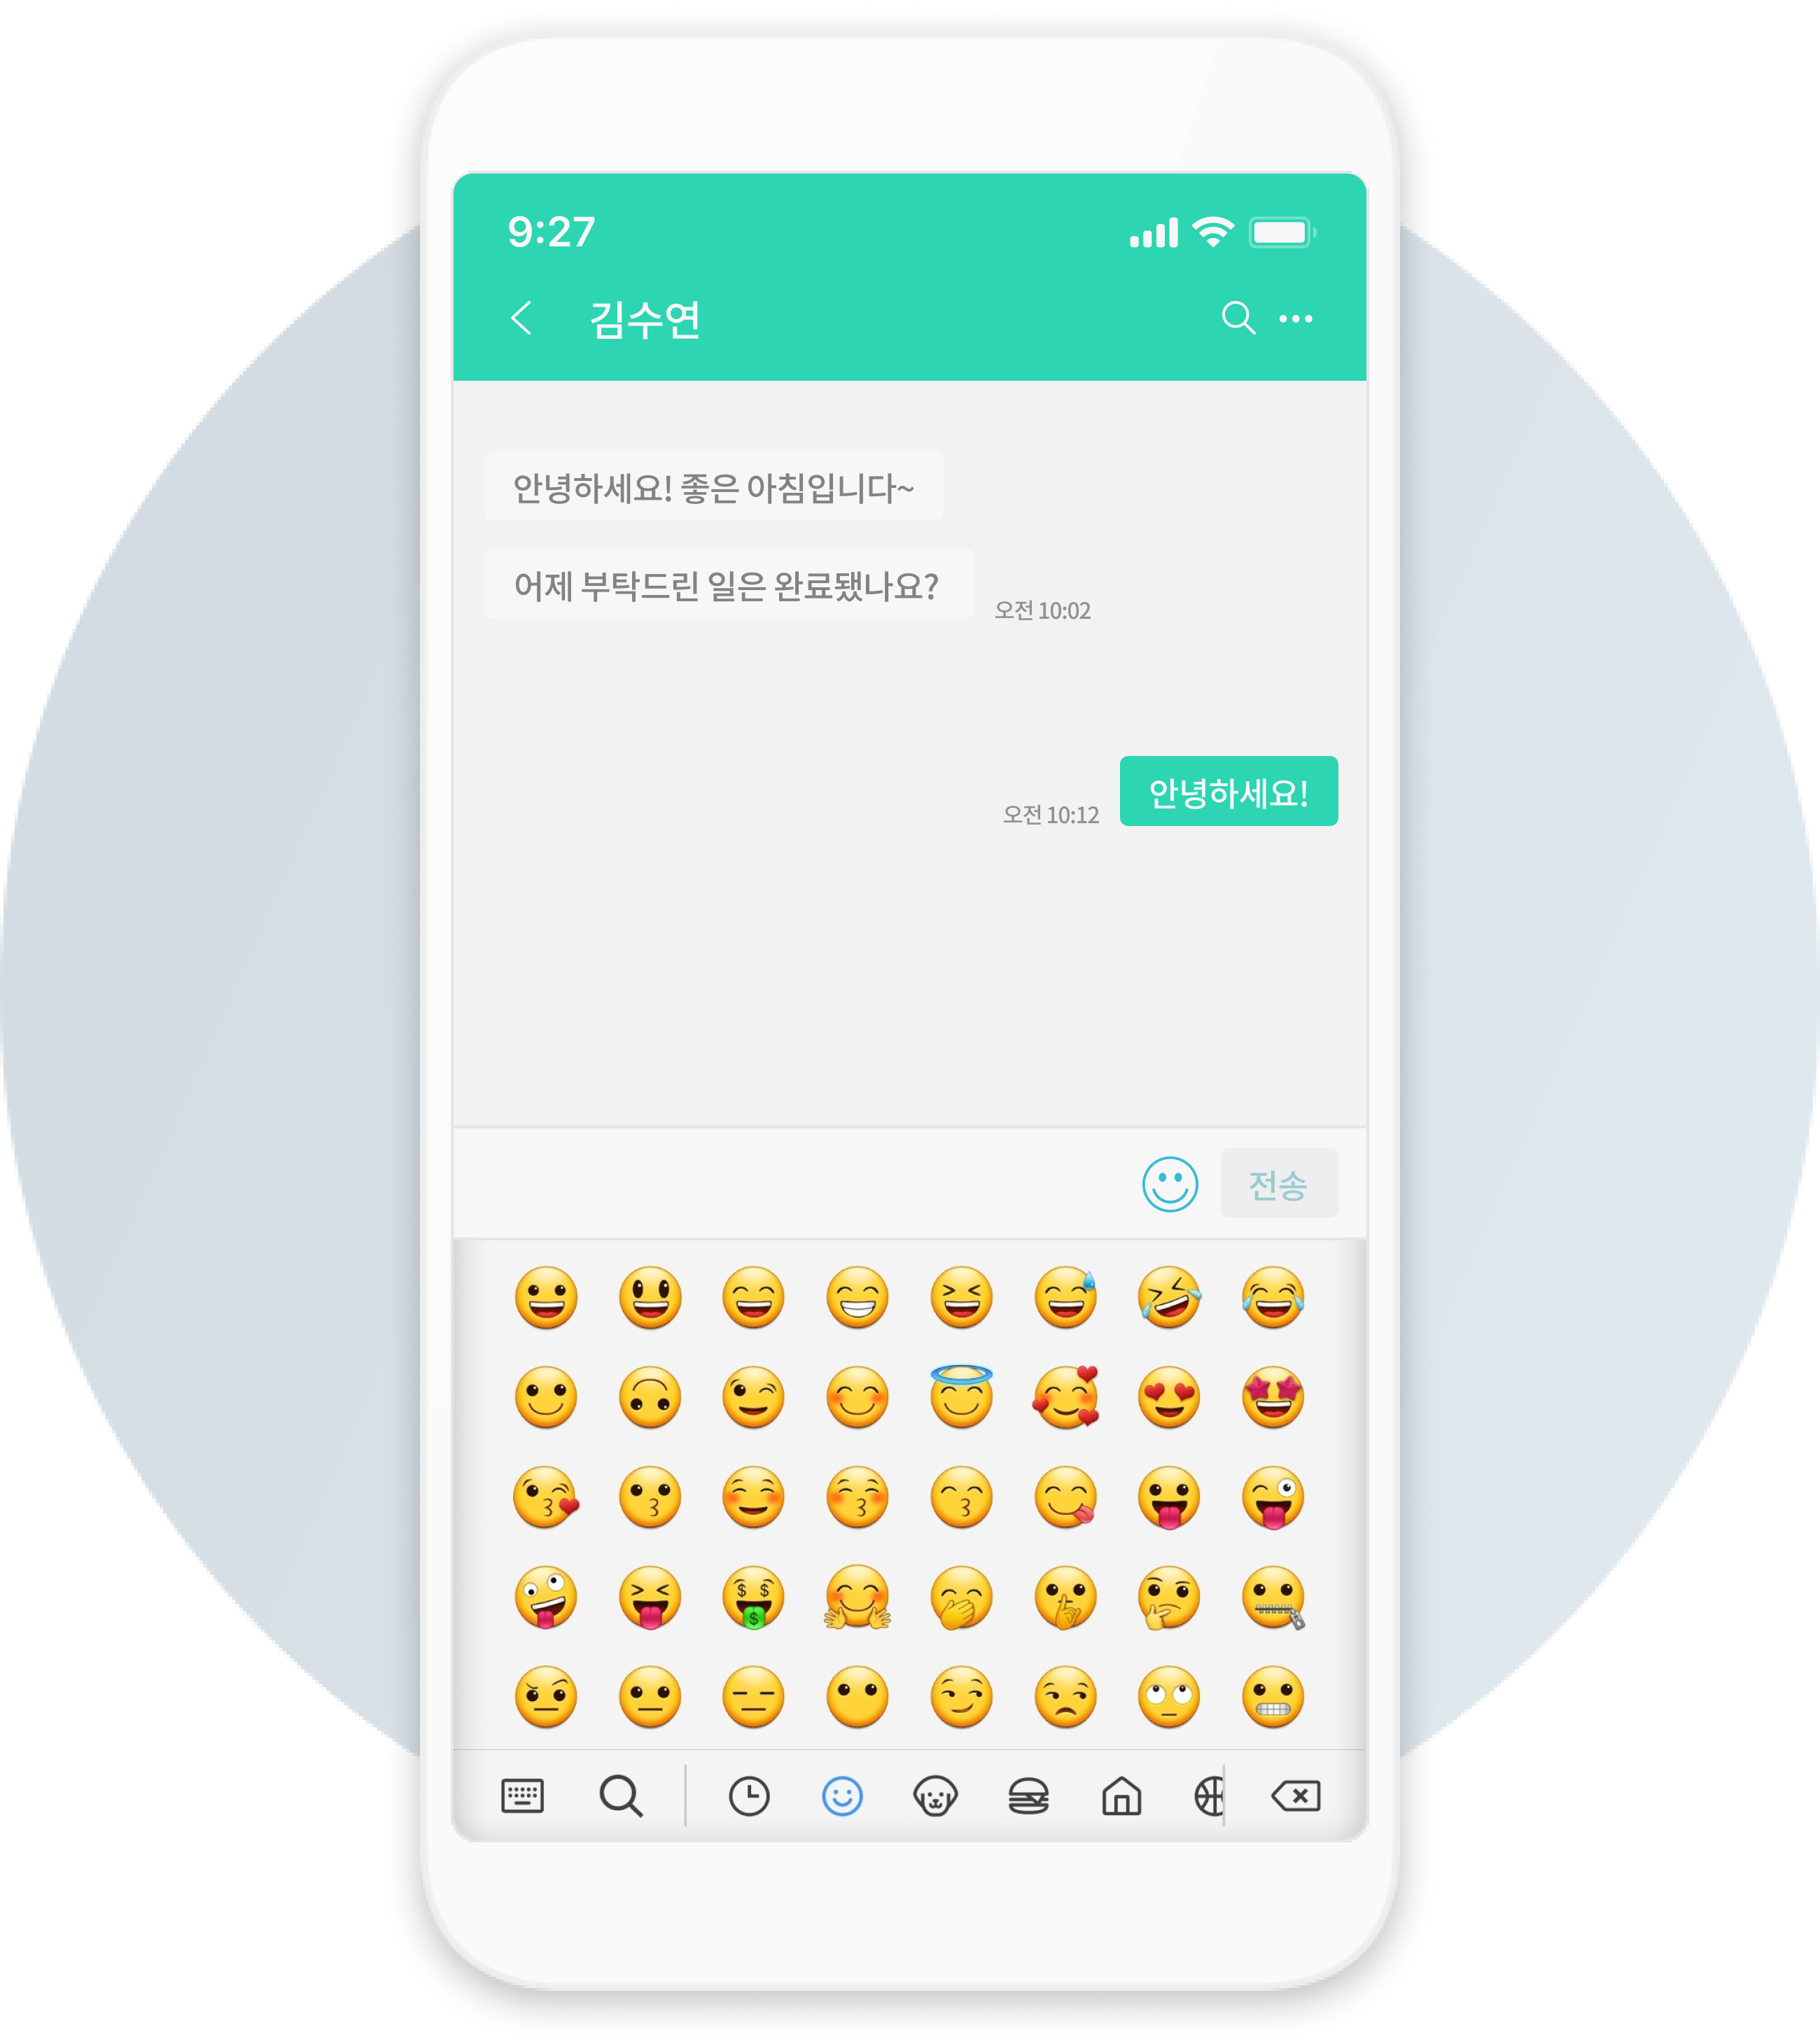 9:27
김수연
안녕하세요! 좋은 아침입니다~
어제 부탁드린 일은 완료됐나요?
오전 10:02
안녕하세요!
오전 10:12
전송